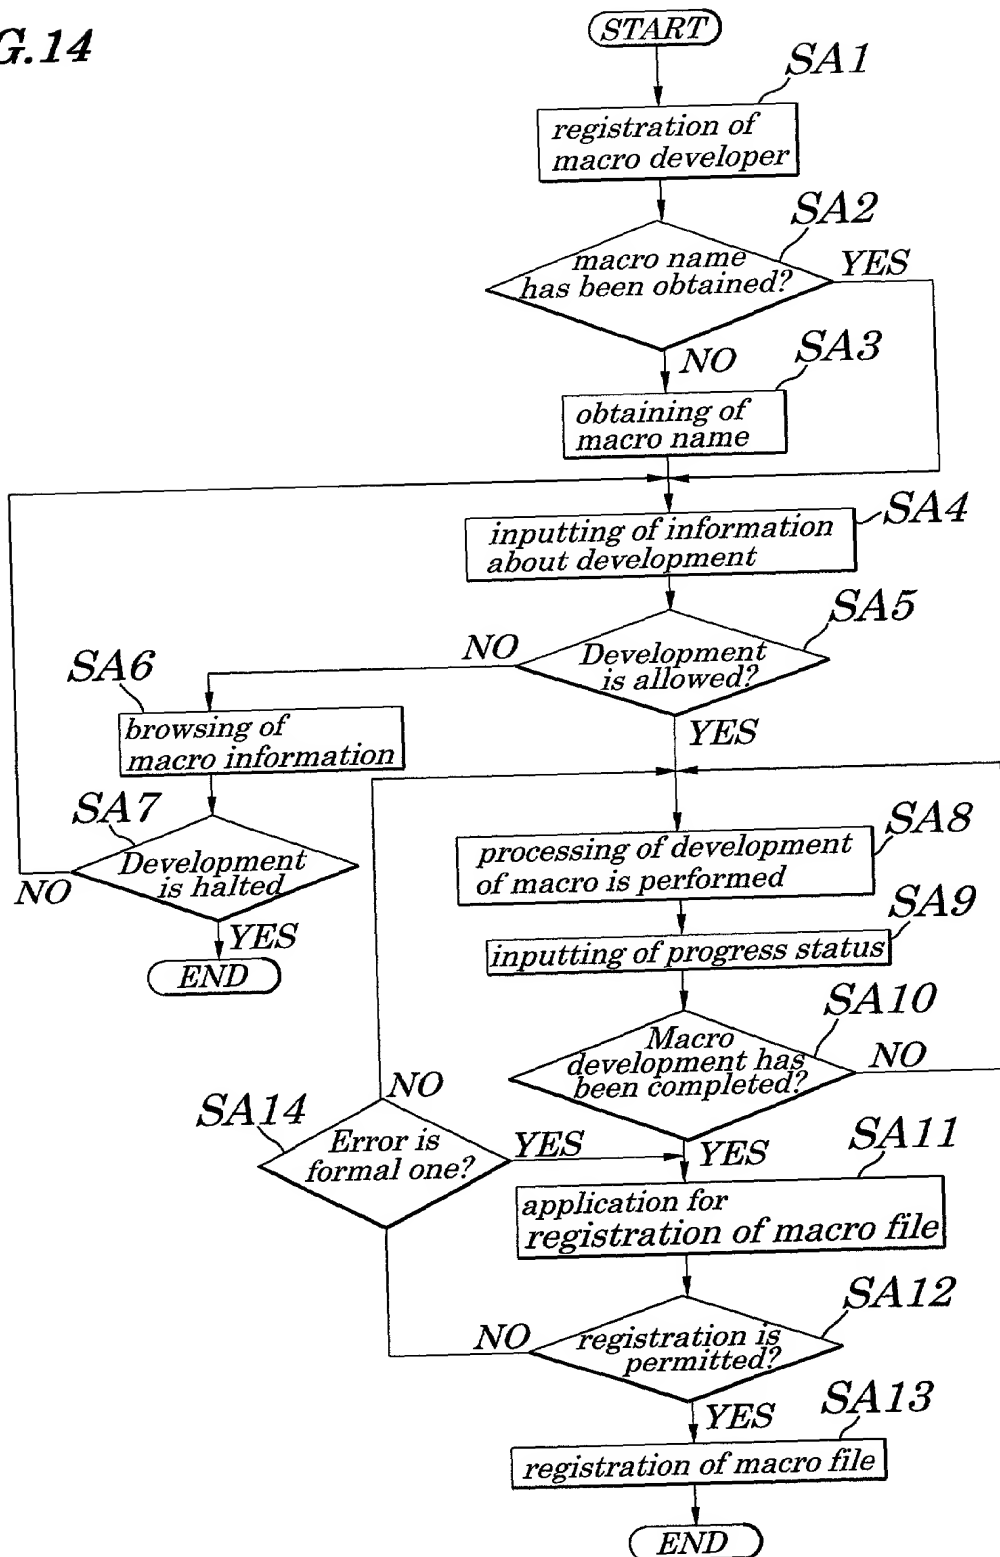 G.14
START
SA1
registration of
macro developer
SA2
macro name
has been obtained?
YES
NO
SA3
obtaining of
macro name
SA4
inputting of information
about development
SA5
NO
Development
is allowed?
SA6
YES
browsing of
macro information
SA7
Development
is halted
NO
YES
END
SA8
processing of development
of macro is performed
SA9
inputting of progress status
SA10
Macro
development has
been completed?
NO
NO
SA14
Error is
formal one?
YES
YES
SA11
application for
registration of macro file
SA12
NO
registration is
permitted?
SA13
YES
registration of macro file
END